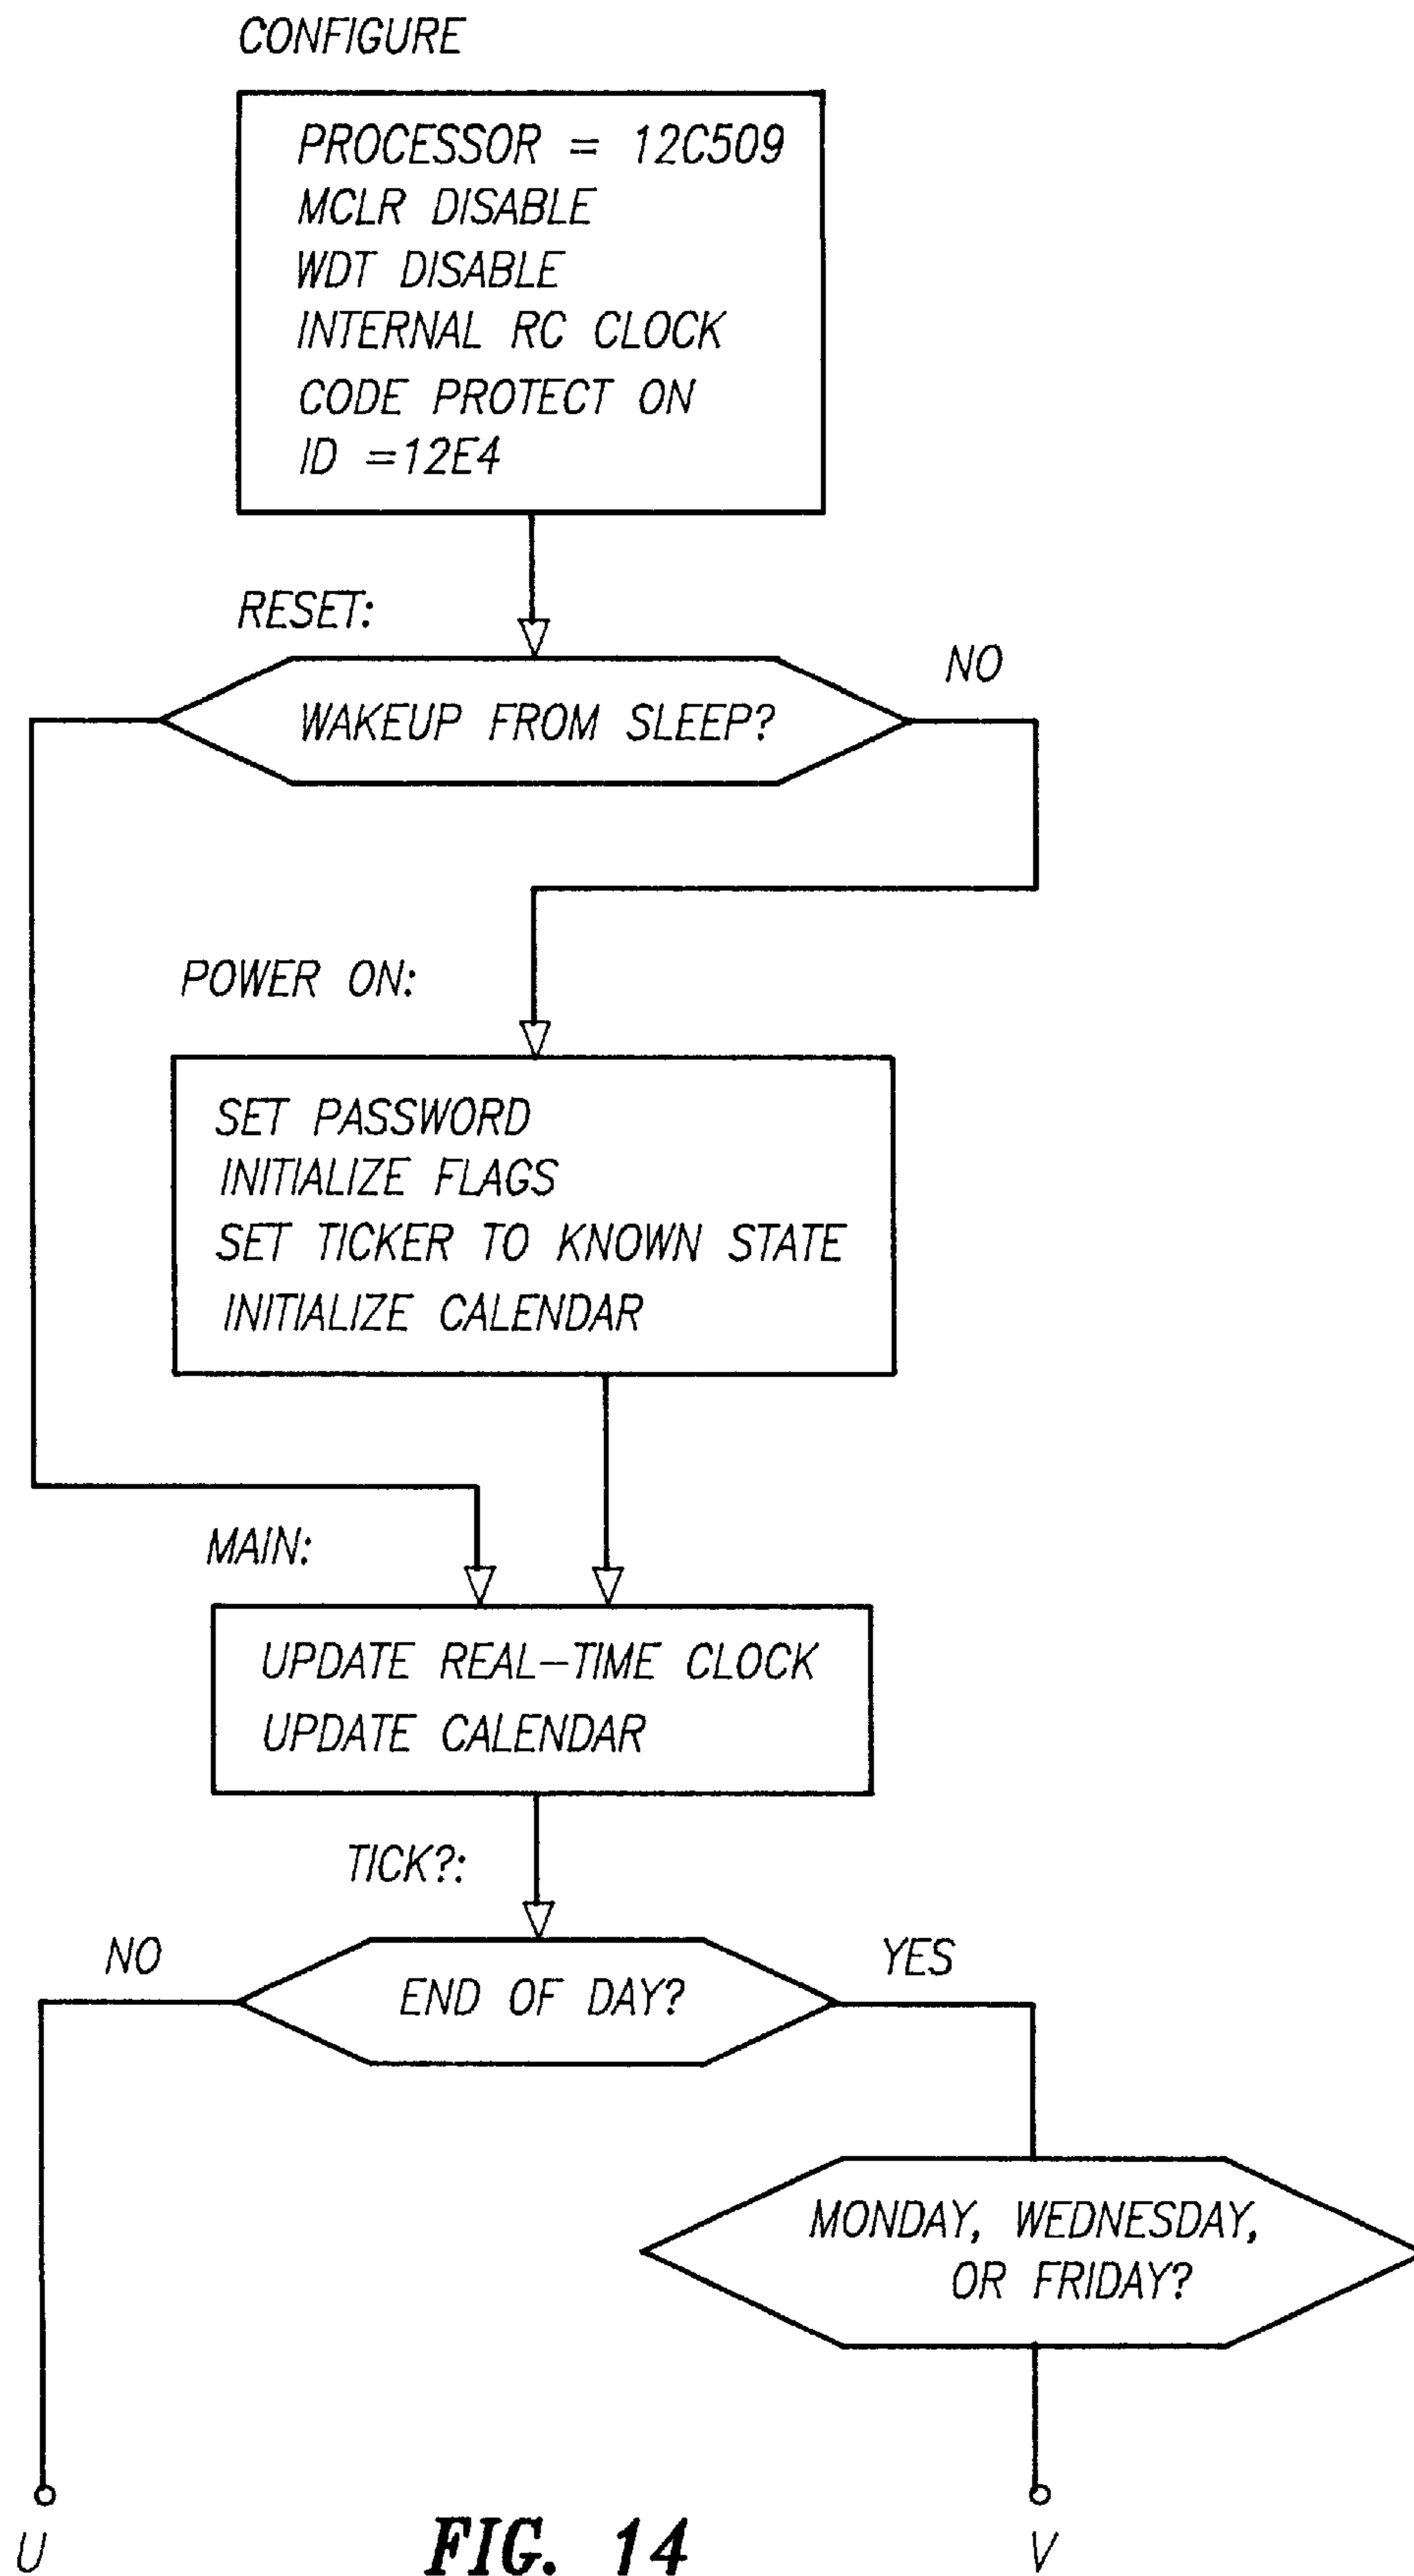 CONFIGURE
PROCESSOR = 12C509
MCLR DISABLE
WDT DISABLE
INTERNAL RC CLOCK
CODE PROTECT ON
ID =12E4
RESET:
NO
WAKEUP FROM SLEEP?
POWER ON:
SET PASSWORD
INITIALIZE FLAGS
SET TICKER TO KNOWN STATE
INITIALIZE CALENDAR
MAIN:
UPDATE REAL-TIME CLOCK
UPDATE CALENDAR
TICK?:
NO
YES
END OF DAY?
MONDAY, WEDNESDAY,
OR FRIDAY?
U
V
FIG. 14